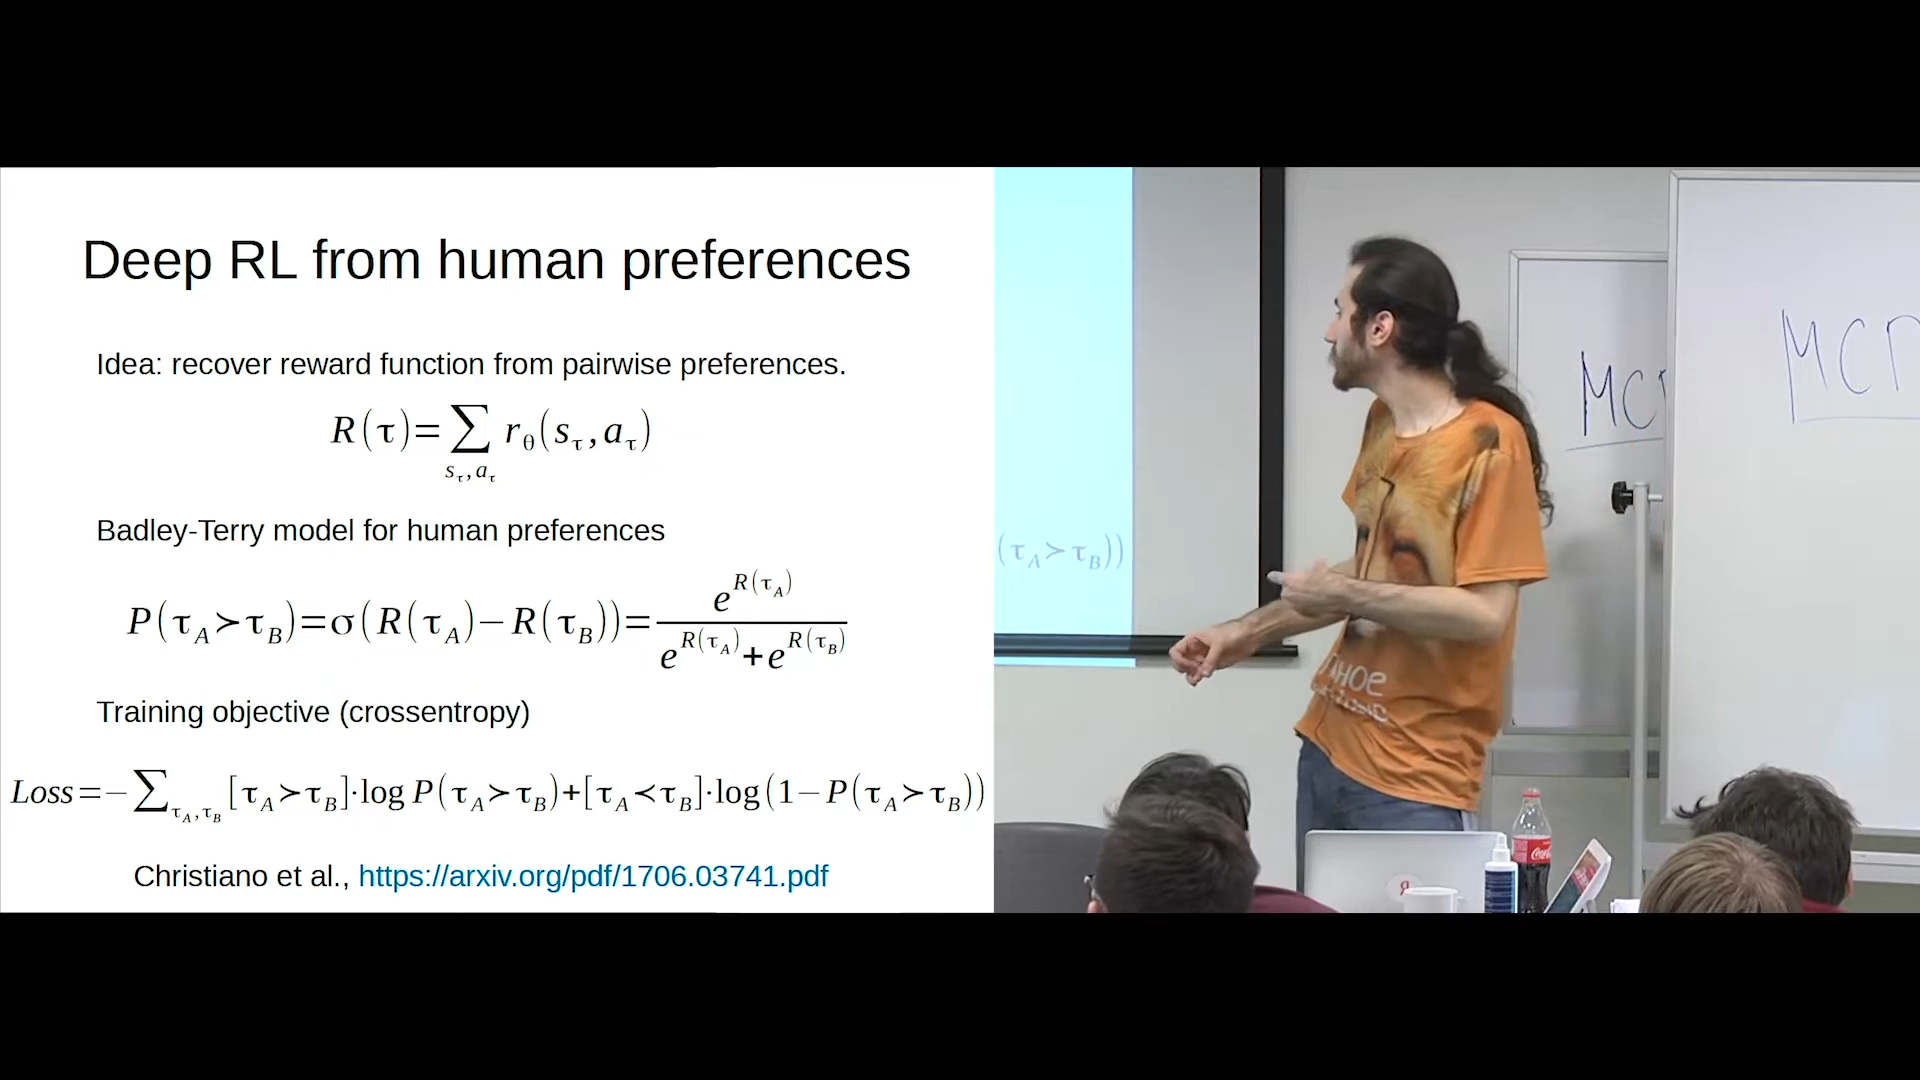 Deep RL from human preferences
Idea: recover reward function from pairwise preferences.
R(τ)=∑_{s_τ,a_τ} r_θ(s_τ,a_τ)
Badley-Terry model for human preferences
P(τ_A≻τ_B)=σ(R(τ_A)−R(τ_B))=e^{R(τ_A)}/(e^{R(τ_A)}+e^{R(τ_B)})
Training objective (crossentropy)
Loss=−∑_{τ_A,τ_B}[τ_A≻τ_B]·log P(τ_A≻τ_B)+[τ_A≺τ_B]·log(1−P(τ_A≻τ_B))
Christiano et al., https://arxiv.org/pdf/1706.03741.pdf
(τ_A≻τ_B))
МСП
Я